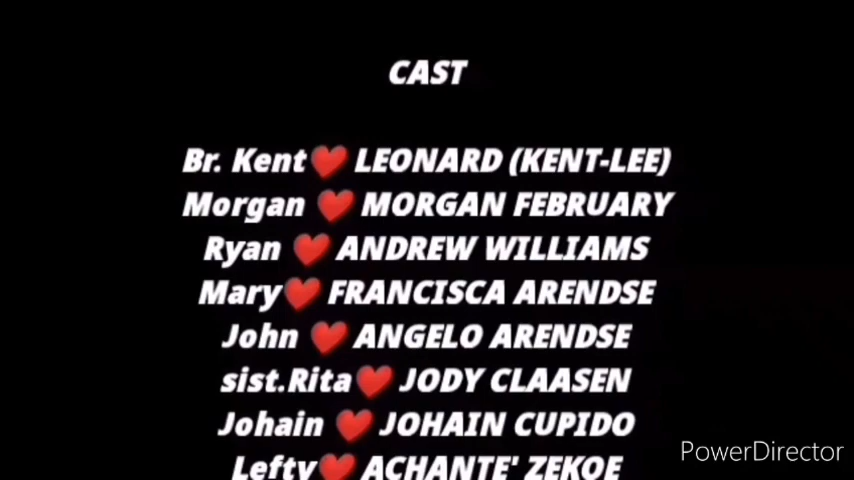 CAST
Br. Kent❤️ LEONARD (KENT-LEE)
Morgan ❤️ MORGAN FEBRUARY
Ryan ❤️ ANDREW WILLIAMS
Mary❤️ FRANCISCA ARENDSE
John ❤️ ANGELO ARENDSE
sist.Rita❤️ JODY CLAASEN
Johain ❤️ JOHAIN CUPIDO
Lefty❤️ ACHANTE' ZEKOE
PowerDirector